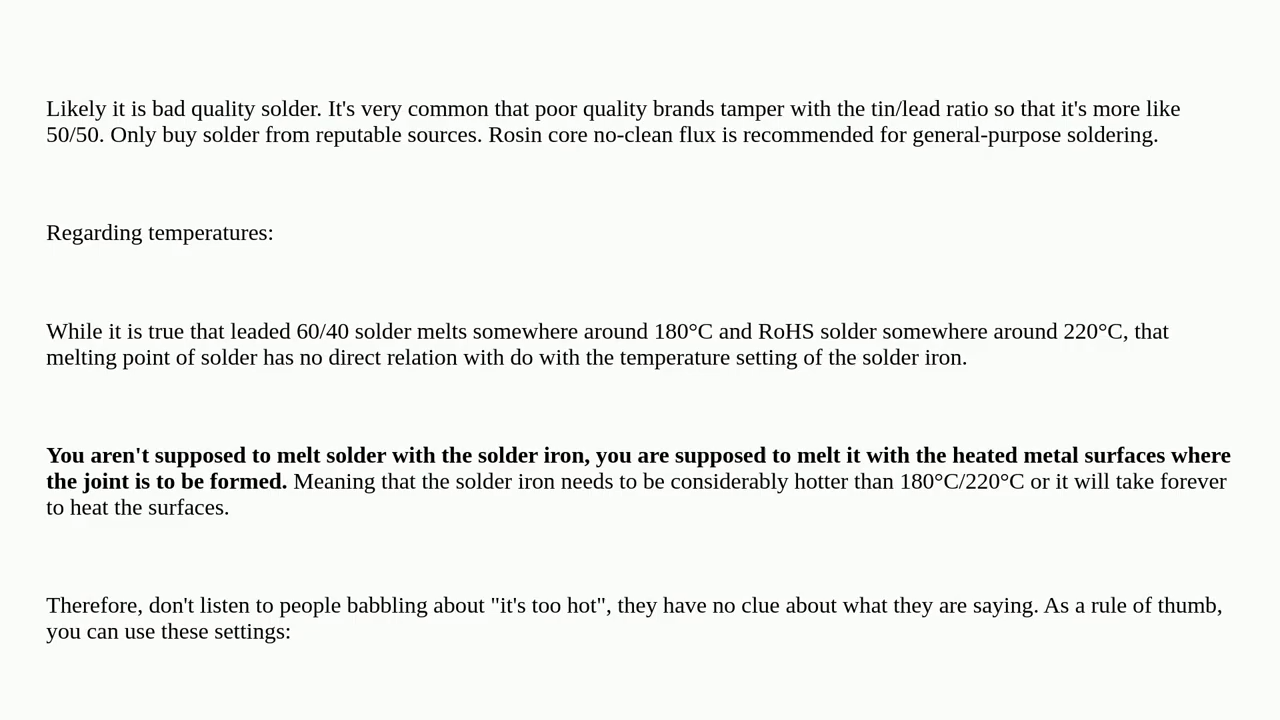 Likely it is bad quality solder. It's very common that poor quality brands tamper with the tin/lead ratio so that it's more like
50/50. Only buy solder from reputable sources. Rosin core no-clean flux is recommended for general-purpose soldering.
Regarding temperatures:
While it is true that leaded 60/40 solder melts somewhere around 180°C and RoHS solder somewhere around 220°C, that
melting point of solder has no direct relation with do with the temperature setting of the solder iron.
You aren't supposed to melt solder with the solder iron, you are supposed to melt it with the heated metal surfaces where
the joint is to be formed. Meaning that the solder iron needs to be considerably hotter than 180°C/220°C or it will take forever
to heat the surfaces.
Therefore, don't listen to people babbling about "it's too hot", they have no clue about what they are saying. As a rule of thumb,
you can use these settings: